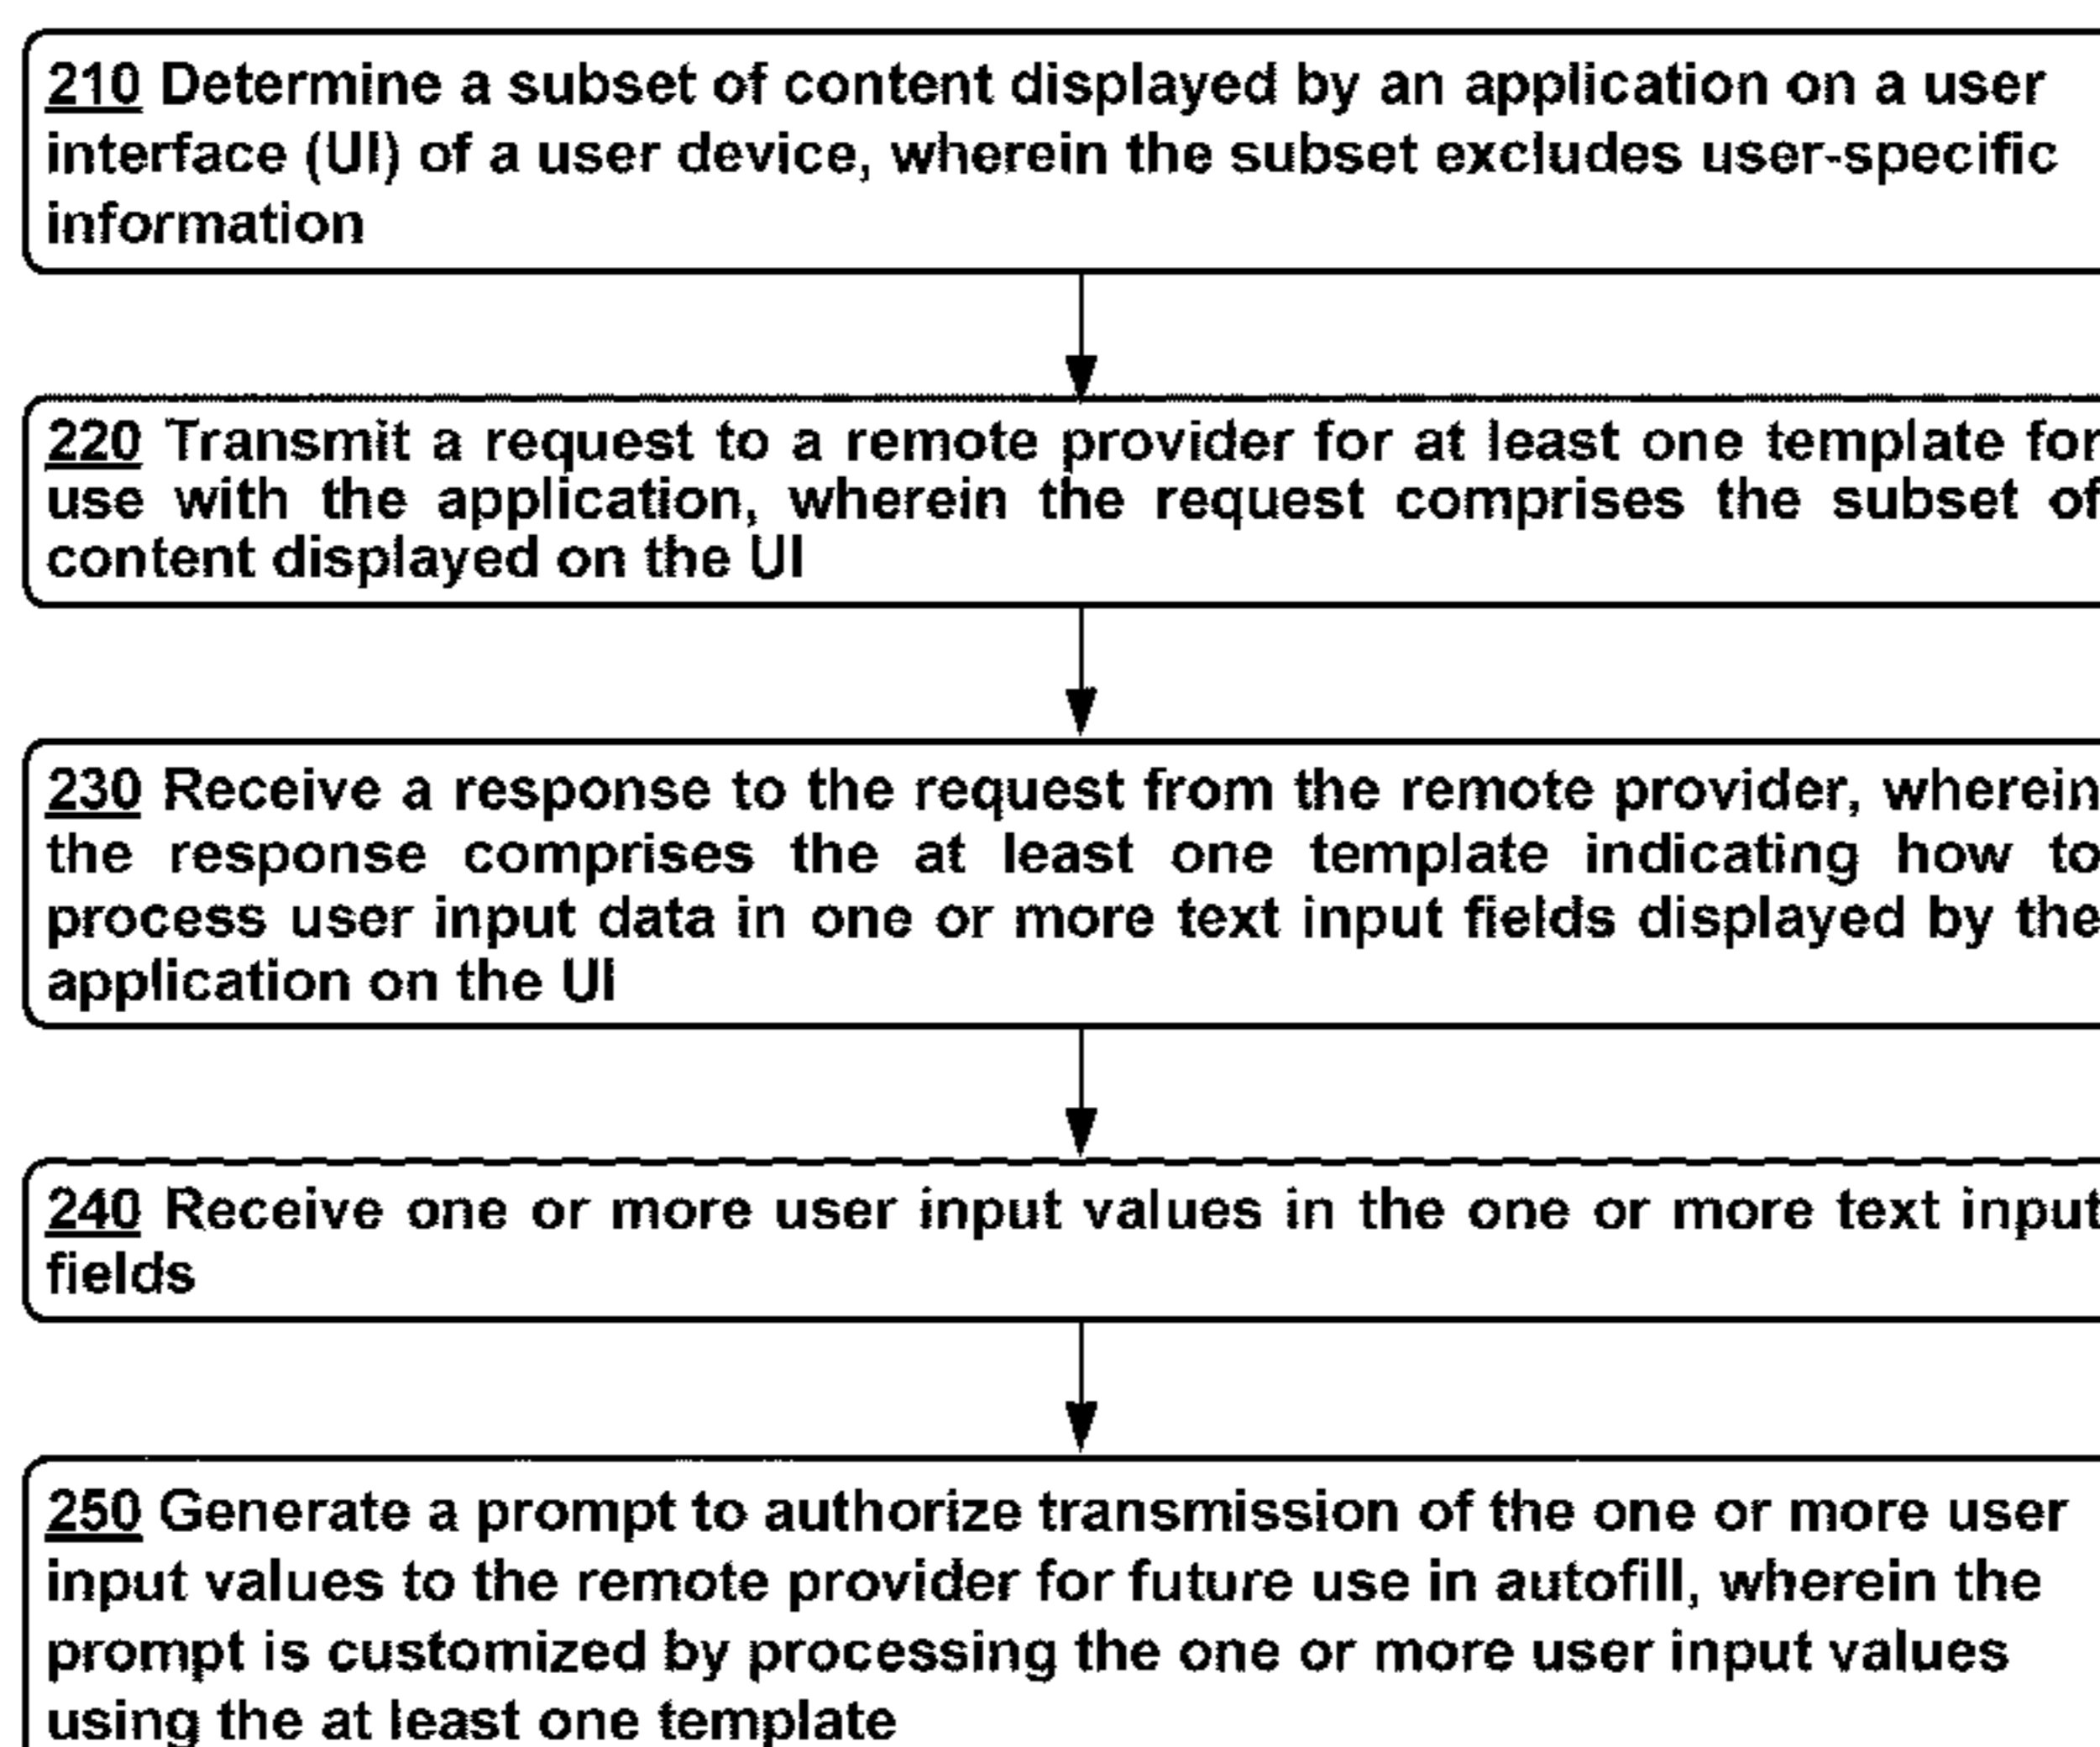 210 Determine a subset of content displayed by an application on a user
interface (UI) of a user device, wherein the subset excludes user-specific
information
220 Transmit a request to a remote provider for at least one template for
use with the application, wherein the request comprises the subset of
content displayed on the UI
230 Receive a response to the request from the remote provider, wherein
the response comprises the at least one template indicating how to
process user input data in one or more text input fields displayed by the
application on the UI
240 Receive one or more user input values in the one or more text input
fields
250 Generate a prompt to authorize transmission of the one or more user
input values to the remote provider for future use in autofill, wherein the
prompt is customized by processing the one or more user input values
using the at least one template